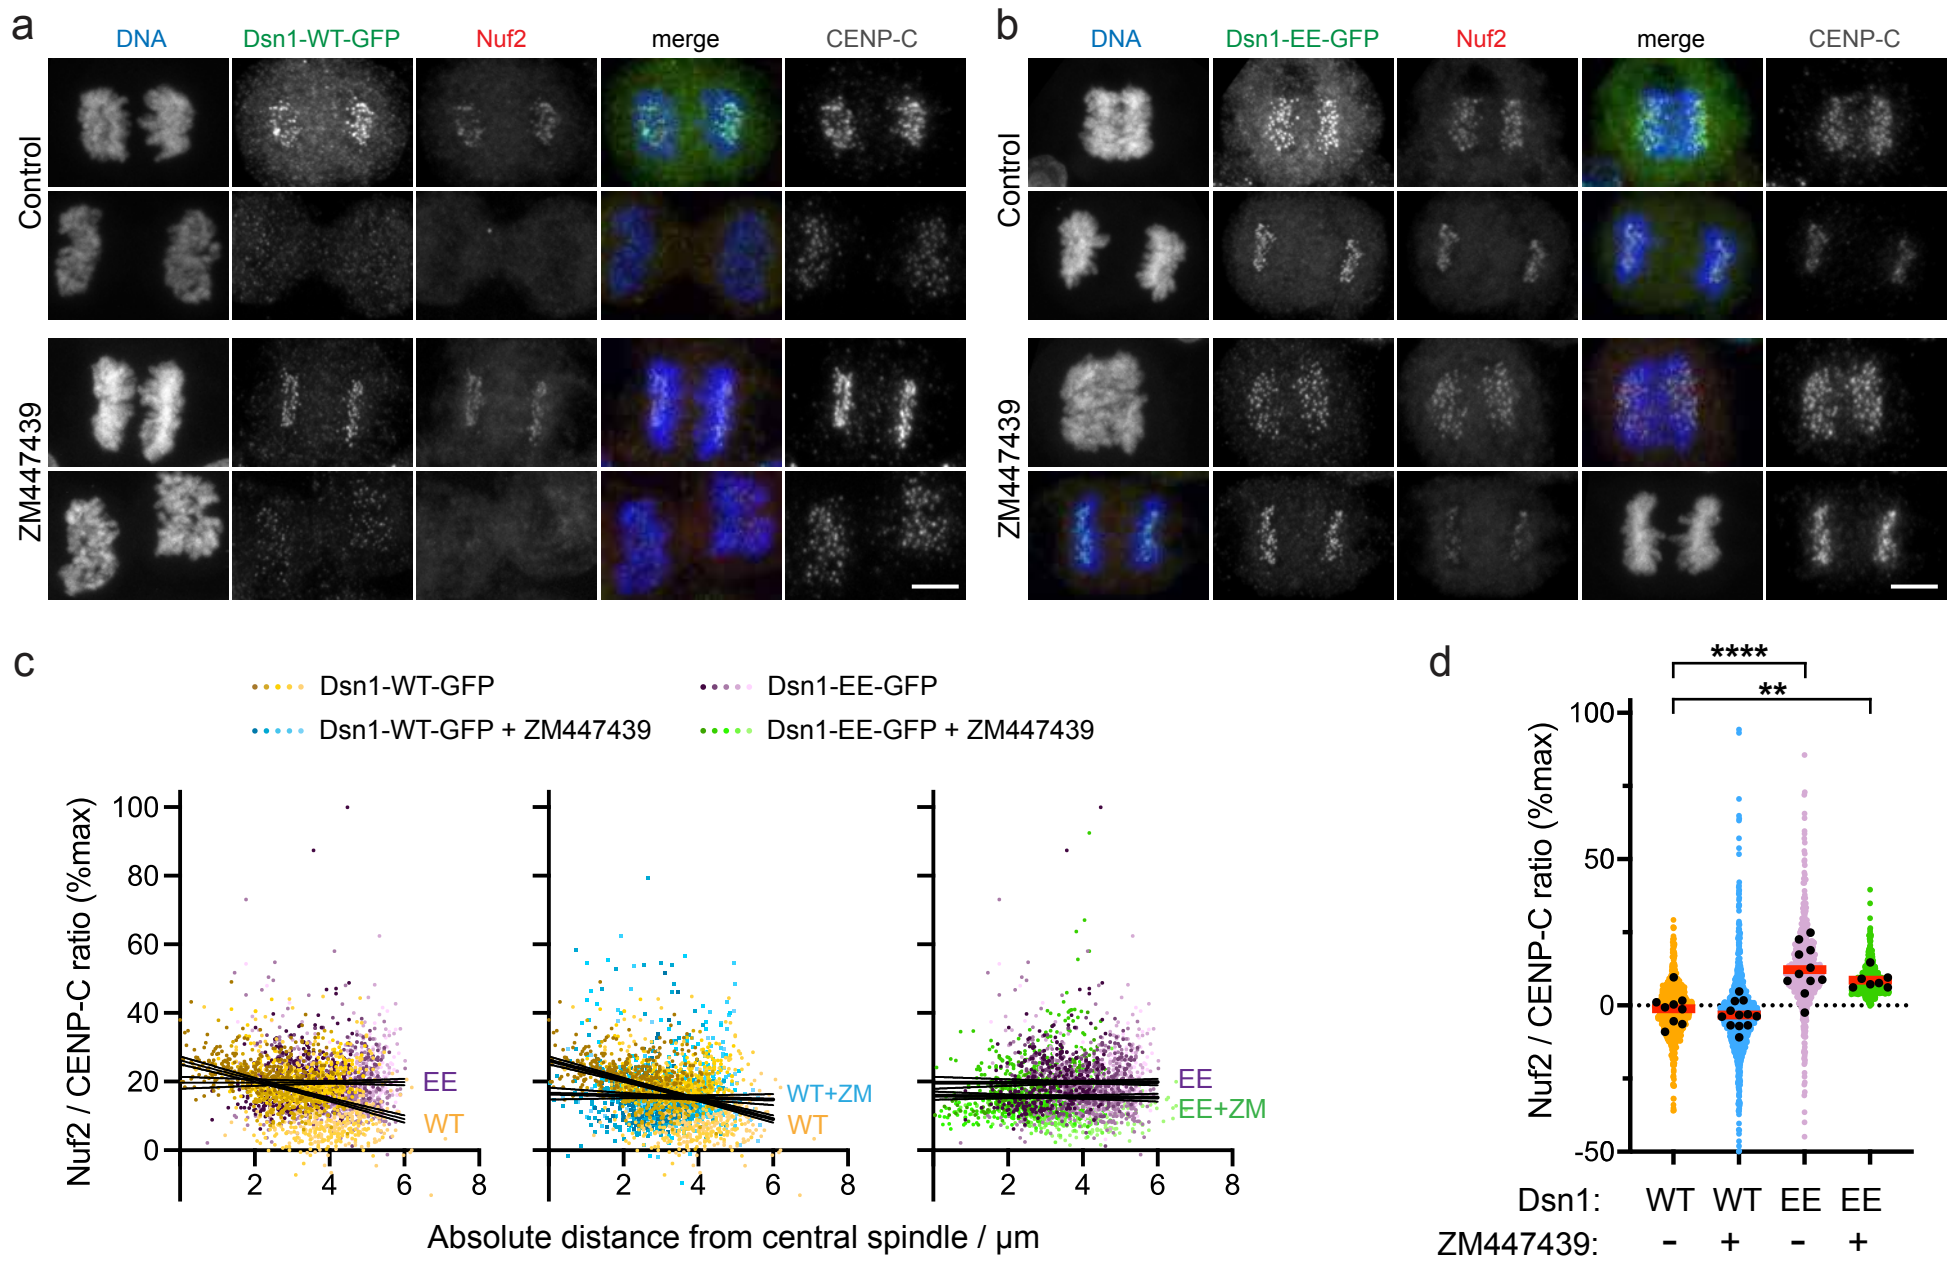 a
DNA Dsn1-WT-GFP Nuf2 merge CENP-C
Control
ZM447439
b
DNA Dsn1-EE-GFP Nuf2 merge CENP-C
Control
ZM447439
c
Dsn1-WT-GFP
Dsn1-EE-GFP
Dsn1-WT-GFP + ZM447439
Dsn1-EE-GFP + ZM447439
Nuf2 / CENP-C ratio (%max)
100
80
60
40
20
0
EE
WT
2 4 6 8
WT+ZM
WT
2 4 6 8
EE
EE+ZM
2 4 6 8
Absolute distance from central spindle / µm
d
****
**
Nuf2 / CENP-C ratio (%max)
100
50
0
-50
Dsn1: WT WT EE EE
ZM447439: - + - +